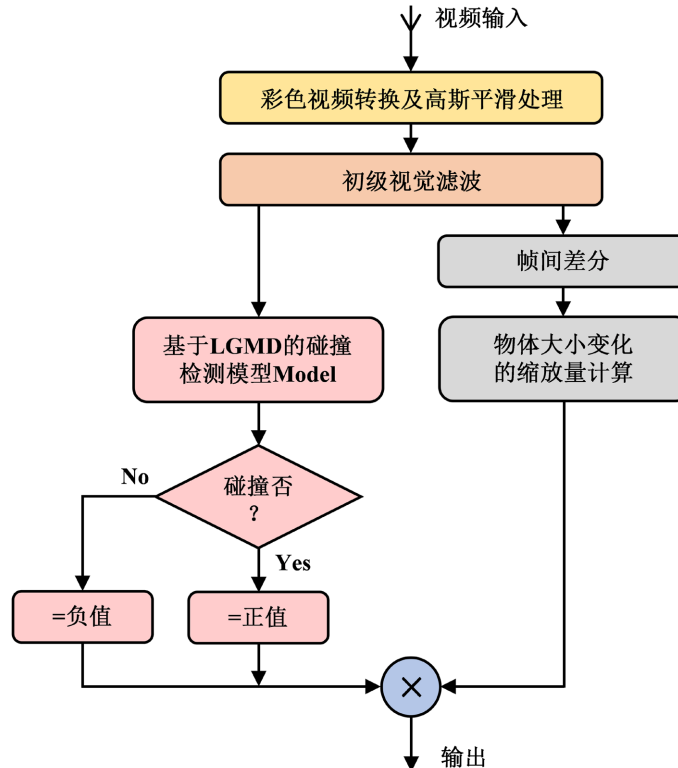 视频输入
彩色视频转换及高斯平滑处理
初级视觉滤波
帧间差分
基于LGMD的碰撞
检测模型Model
物体大小变化
的缩放量计算
碰撞否
?
No
Yes
=负值
=正值
×
输出